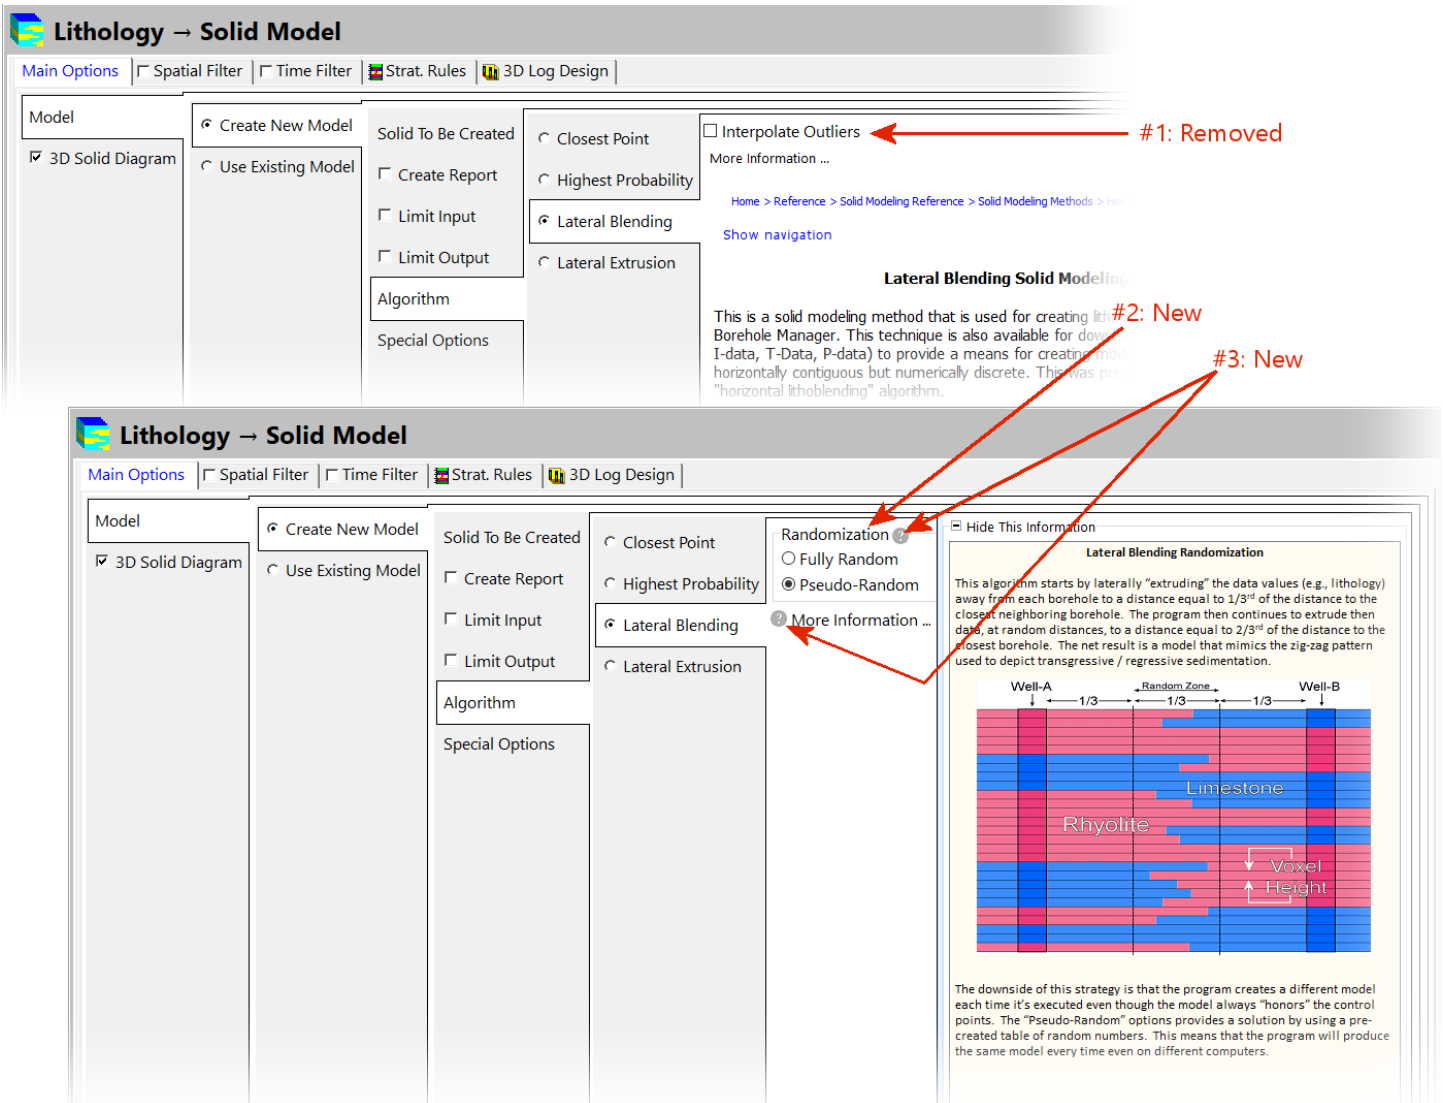 Lithology → Solid Model
Main Options
Spatial Filter
Time Filter
Strat. Rules
3D Log Design
Model
3D Solid Diagram
Create New Model
Use Existing Model
Solid To Be Created
Create Report
Limit Input
Limit Output
Algorithm
Special Options
Closest Point
Highest Probability
Lateral Blending
Lateral Extrusion
Interpolate Outliers
#1: Removed
More Information ...
Home > Reference > Solid Modeling Reference > Solid Modeling Methods >
Show navigation
Lateral Blending Solid Modeling
This is a solid modeling method that is used for creating
Borehole Manager. This technique is also available for
I-data, T-Data, P-data) to provide a means for creating
horizontally contiguous but numerically discrete. This was
"horizontal lithoblending" algorithm.
#2: New
#3: New
Lithology → Solid Model
Main Options
Spatial Filter
Time Filter
Strat. Rules
3D Log Design
Model
3D Solid Diagram
Create New Model
Use Existing Model
Solid To Be Created
Create Report
Limit Input
Limit Output
Algorithm
Special Options
Closest Point
Highest Probability
Lateral Blending
Lateral Extrusion
Randomization ?
Fully Random
Pseudo-Random
? More Information ...
Hide This Information
Lateral Blending Randomization
This algorithm starts by laterally “extruding” the data values (e.g., lithology)
away from each borehole to a distance equal to 1/3rd of the distance to the
closest neighboring borehole. The program then continues to extrude then
data, at random distances, to a distance equal to 2/3rd of the distance to the
closest borehole. The net result is a model that mimics the zig-zag pattern
used to depict transgressive / regressive sedimentation.
Well-A
Random Zone
Well-B
1/3
1/3
1/3
Limestone
Rhyolite
Voxel
Height
The downside of this strategy is that the program creates a different model
each time it’s executed even though the model always “honors” the control
points. The “Pseudo-Random” options provides a solution by using a pre-
created table of random numbers. This means that the program will produce
the same model every time even on different computers.